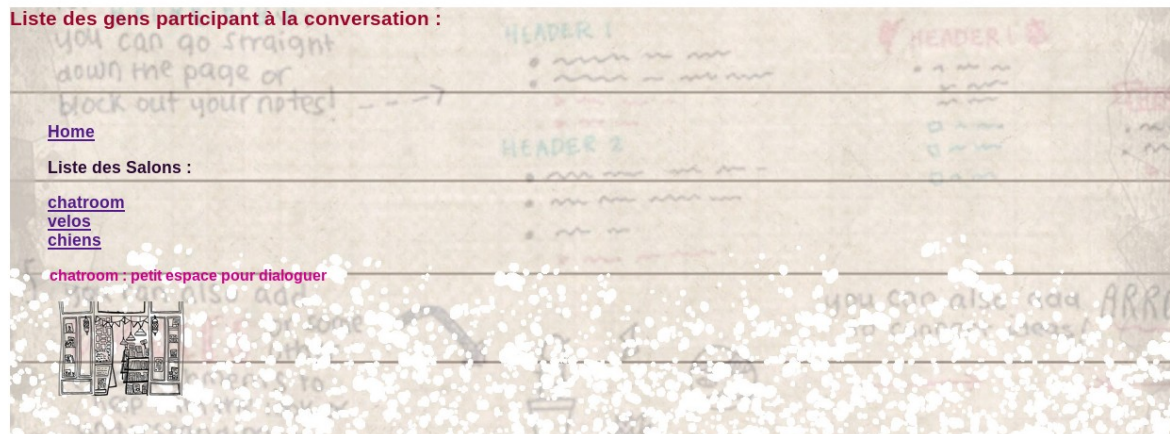 Liste des gens participant à la conversation :
you can go straight
down the page or
block out your notes!
HEADER 1
HEADER 1 $
HEADER 2
Home
Liste des Salons :
chatroom
velos
chiens
chatroom : petit espace pour dialoguer
can also add
or some
you can also add